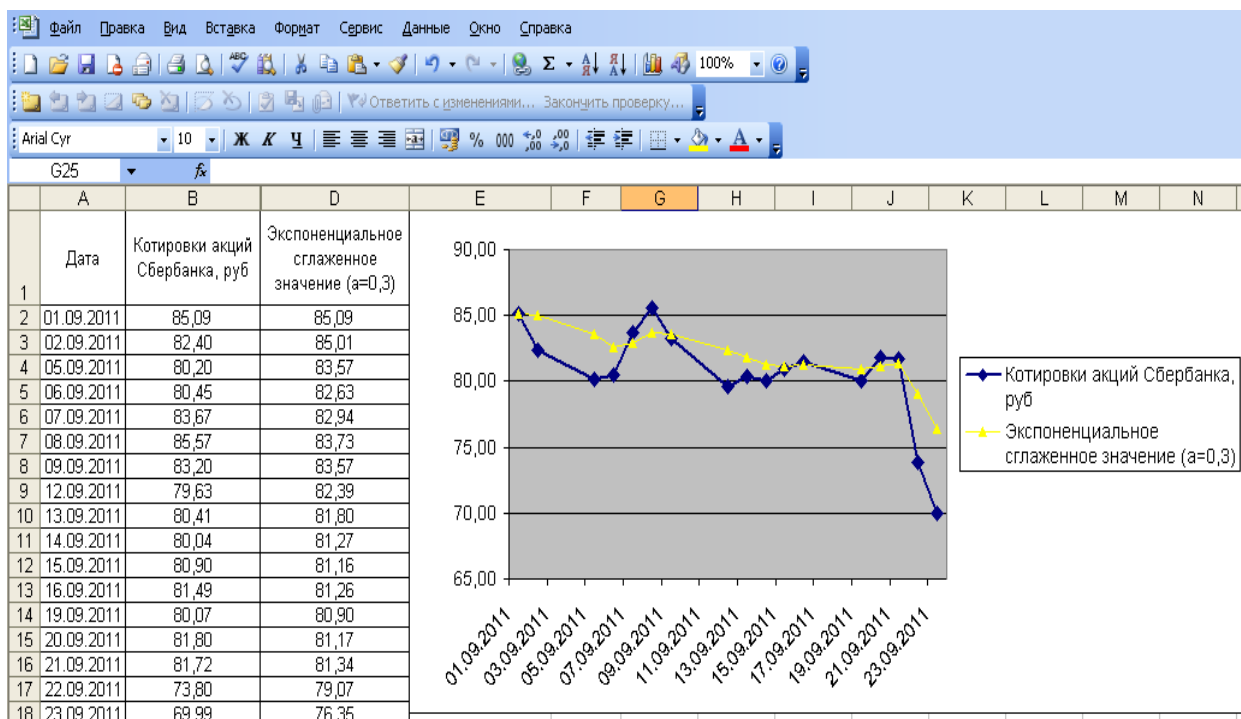 Файл Правка Вид Вставка Формат Сервис Данные Окно Справка
100%
Ответить с изменениями... Закончить проверку...
Arial Cyr 10 Ж К Ч % 000
G25 fx
A B D E F G H I J K L M N
1 Дата Котировки акций Сбербанка, руб Экспоненциальное сглаженное значение (a=0,3)
2 01.09.2011 85,09 85,09
3 02.09.2011 82,40 85,01
4 05.09.2011 80,20 83,57
5 06.09.2011 80,45 82,63
6 07.09.2011 83,67 82,94
7 08.09.2011 85,57 83,73
8 09.09.2011 83,20 83,57
9 12.09.2011 79,63 82,39
10 13.09.2011 80,41 81,80
11 14.09.2011 80,04 81,27
12 15.09.2011 80,90 81,16
13 16.09.2011 81,49 81,26
14 19.09.2011 80,07 80,90
15 20.09.2011 81,80 81,17
16 21.09.2011 81,72 81,34
17 22.09.2011 73,80 79,07
18 23.09.2011 69,99 76,35
90,00
85,00
80,00
75,00
70,00
65,00
01.09.2011 03.09.2011 05.09.2011 07.09.2011 09.09.2011 11.09.2011 13.09.2011 15.09.2011 17.09.2011 19.09.2011 21.09.2011 23.09.2011
Котировки акций Сбербанка,
руб
Экспоненциальное
сглаженное значение (a=0,3)